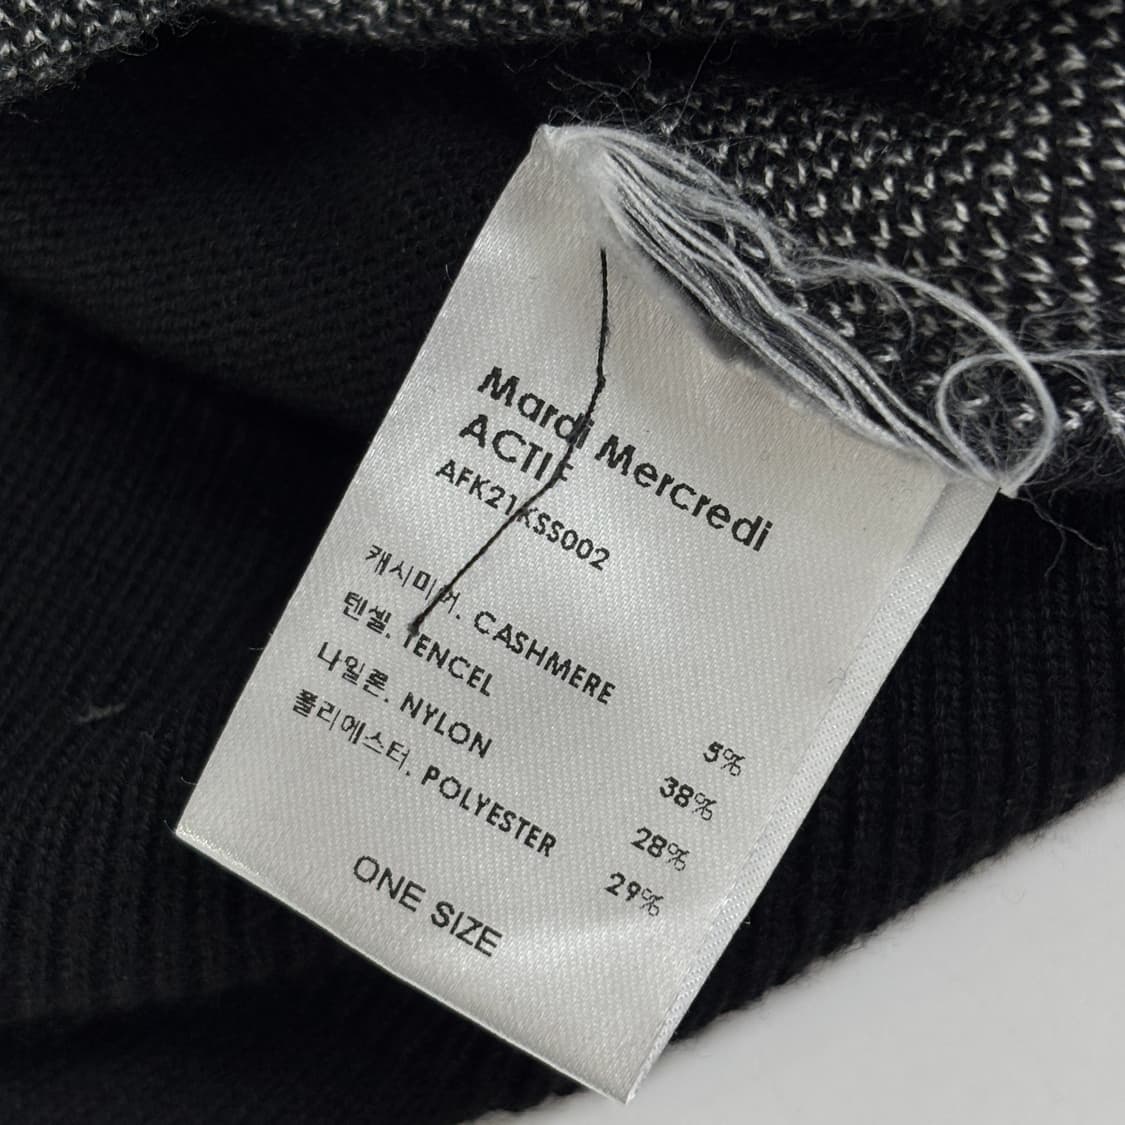 Mardi Mercredi
ACTIF
AFK21KSS002
캐시미어. CASHMERE 5%
텐셀. TENCEL 38%
나일론. NYLON 28%
폴리에스터. POLYESTER 29%
ONE SIZE